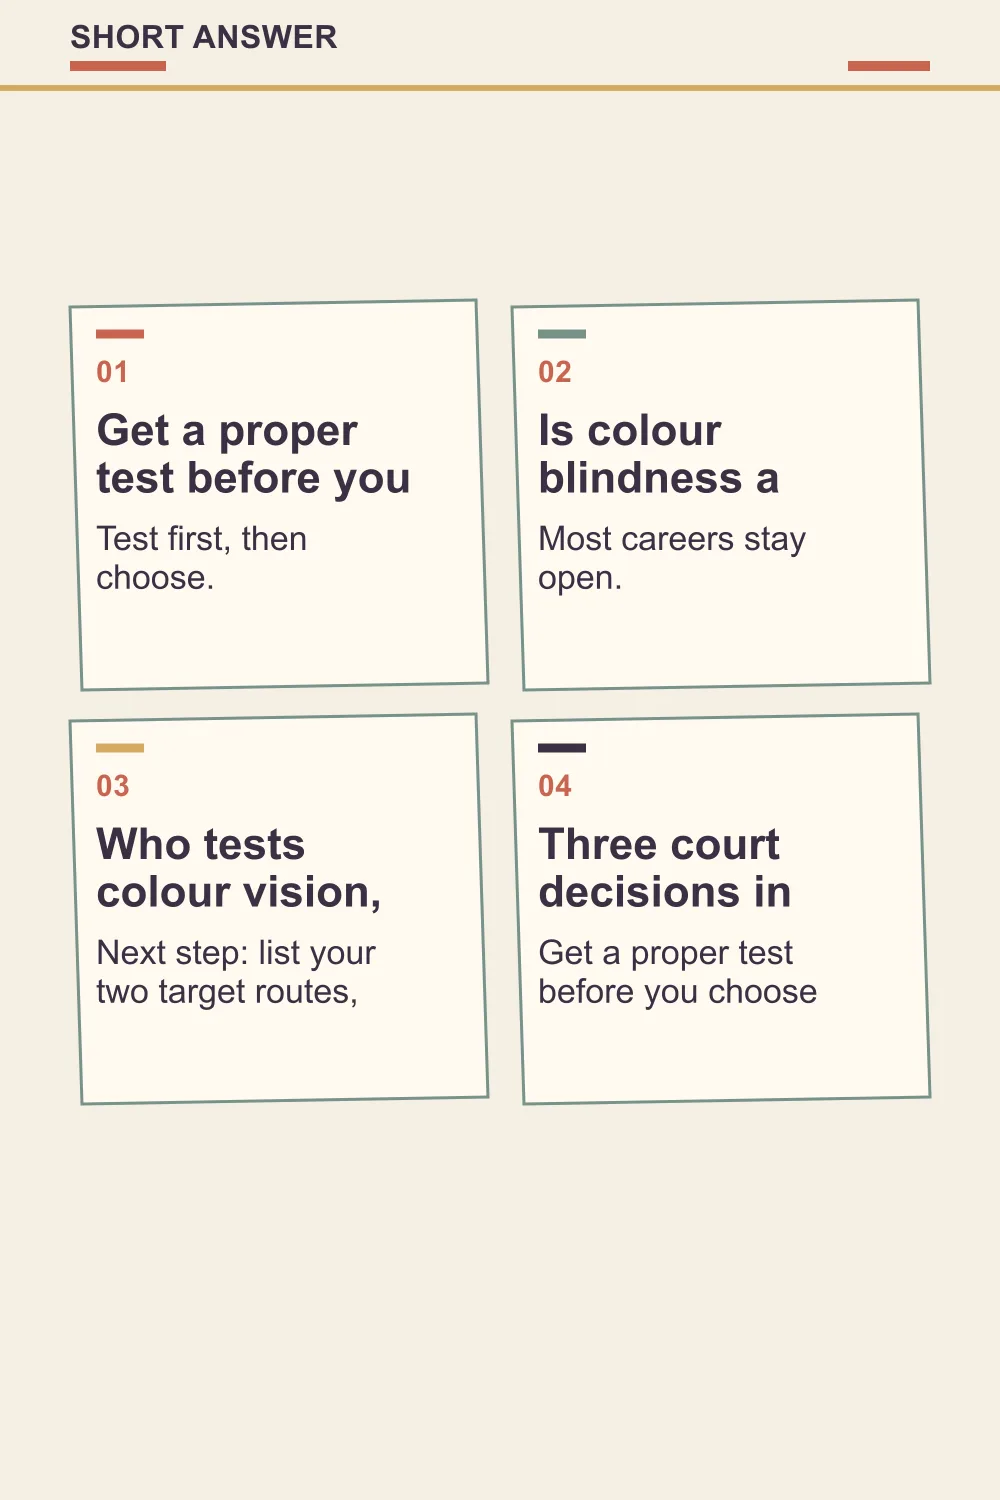 SHORT ANSWER
01
Get a proper
test before you
Test first, then
choose.
02
Is colour
blindness a
Most careers stay
open.
03
Who tests
colour vision,
Next step: list your
two target routes,
04
Three court
decisions in
Get a proper test
before you choose